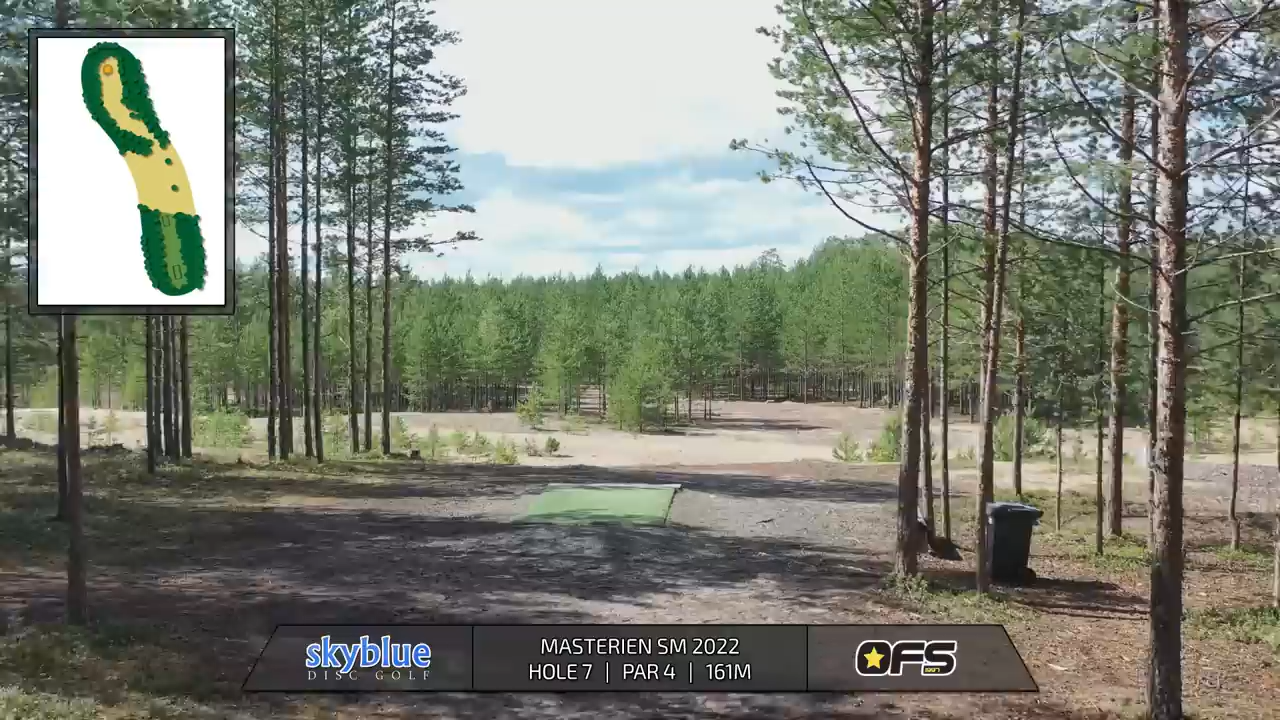 skyblue
DISC GOLF
MASTERIEN SM 2022
HOLE 7 | PAR 4 | 161M
OFS